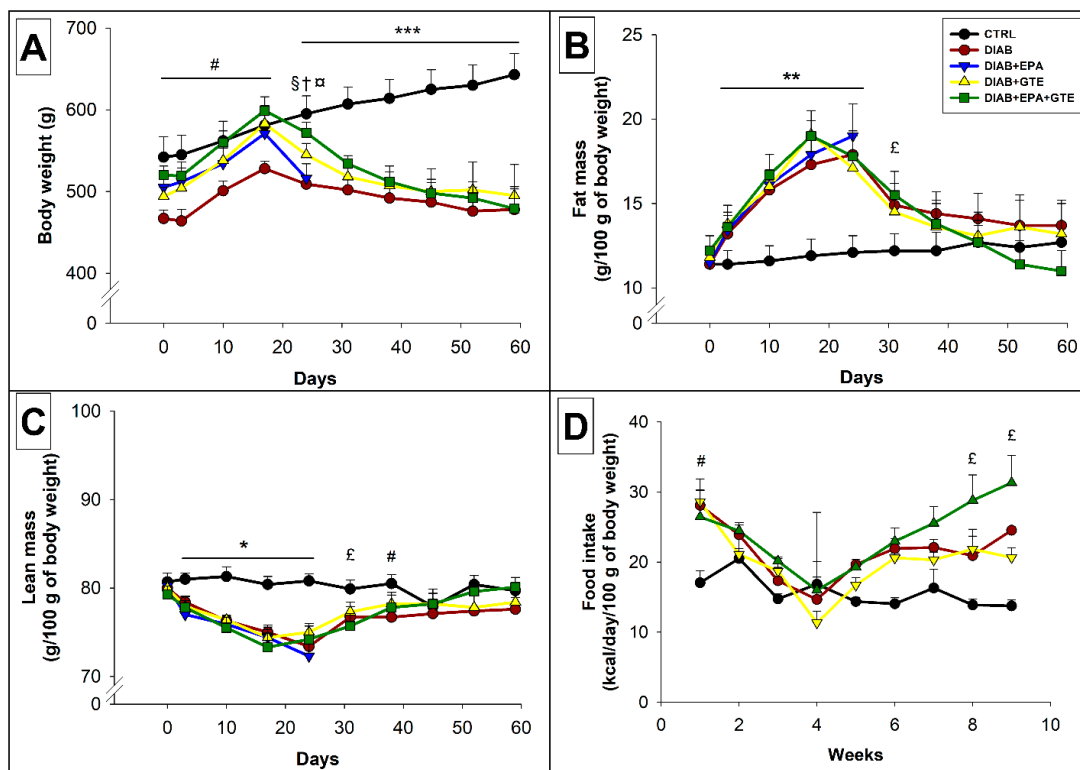 A
Body weight (g)
700
600
500
400
0
#
§†¤
***
0 10 20 30 40 50 60
Days
B
Fat mass
(g/100 g of body weight)
25
20
15
10
0
**
£
CTRL
DIAB
DIAB+EPA
DIAB+GTE
DIAB+EPA+GTE
0 10 20 30 40 50 60
Days
C
Lean mass
(g/100 g of body weight)
100
90
80
70
0
*
£
#
0 10 20 30 40 50 60
Days
D
Food intake
(kcal/day/100 g of body weight)
40
30
20
10
0
#
£
£
0 2 4 6 8 10
Weeks